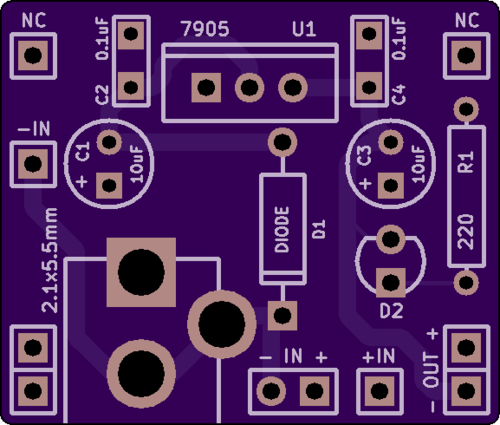 NC
0.1uF
7905
U1
0.1uF
NC
C2
C4
-IN
C1
10uF
+
C3
10uF
+
R1
220
DIODE
D1
2.1x5.5mm
D2
- IN +
+IN
OUT
+
-